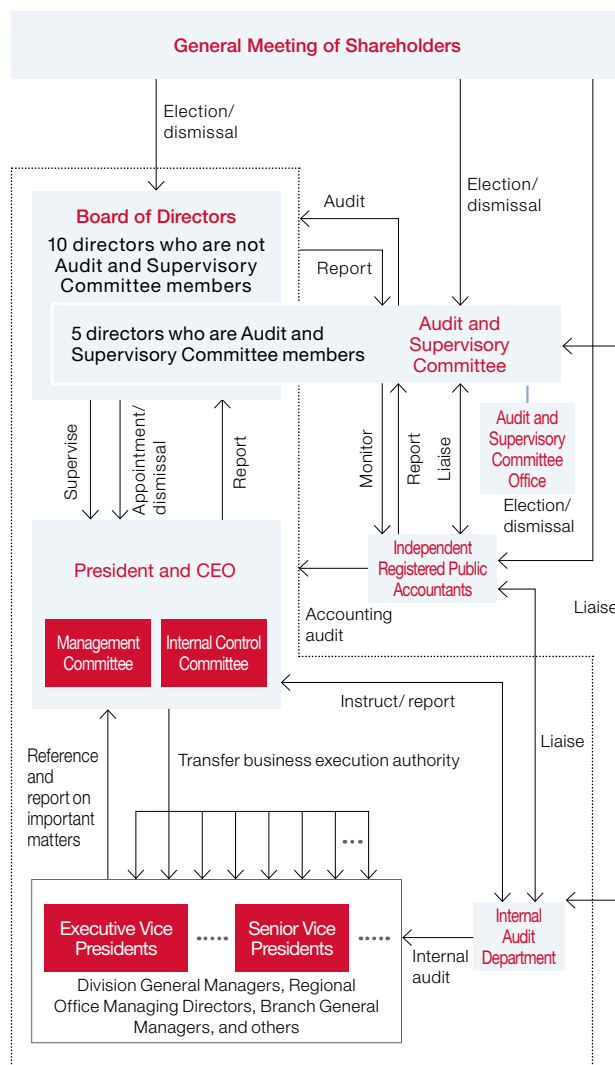 General Meeting of Shareholders
Election/
dismissal
Election/
dismissal
Board of Directors
10 directors who are not
Audit and Supervisory
Committee members
Audit
Report
5 directors who are Audit and
Supervisory Committee members
Audit and
Supervisory
Committee
Supervise
Appointment/
dismissal
Report
Monitor
Report
Liaise
Audit and
Supervisory
Committee
Office
Election/
dismissal
President and CEO
Independent
Registered Public
Accountants
Accounting
audit
Liaise
Management
Committee
Internal Control
Committee
Instruct/ report
Reference
and
report on
important
matters
Transfer business execution authority
Liaise
...
Executive Vice
Presidents
.....
Senior Vice
Presidents
.....
Internal
audit
Internal
Audit
Department
Division General Managers, Regional
Office Managing Directors, Branch General
Managers, and others